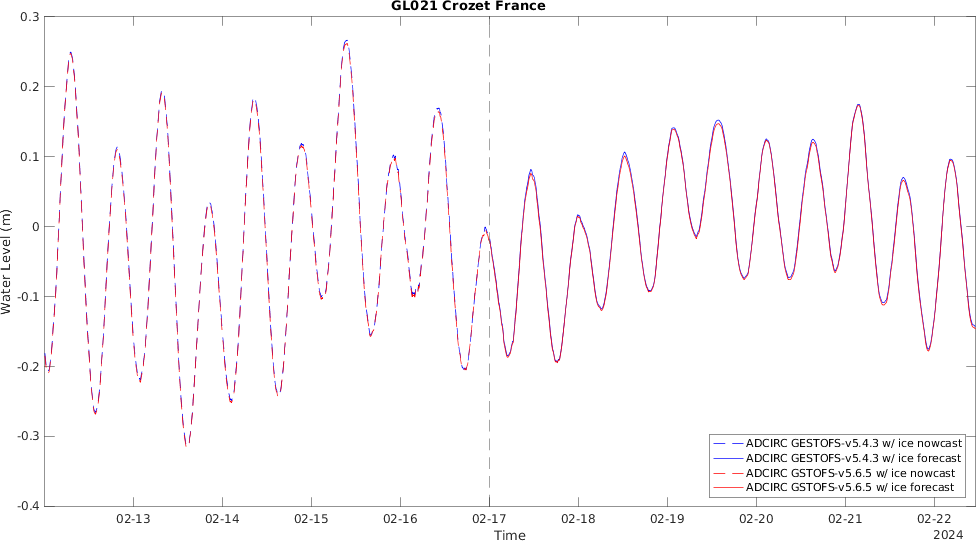 GL021 Crozet France
0.3
0.2
0.1
0
-0.1
-0.2
-0.3
-0.4
Water Level (m)
02-13 02-14 02-15 02-16 02-17 02-18 02-19 02-20 02-21 02-22
Time
2024
ADCIRC GESTOFS-v5.4.3 w/ ice nowcast
ADCIRC GESTOFS-v5.4.3 w/ ice forecast
ADCIRC GSTOFS-v5.6.5 w/ ice nowcast
ADCIRC GSTOFS-v5.6.5 w/ ice forecast